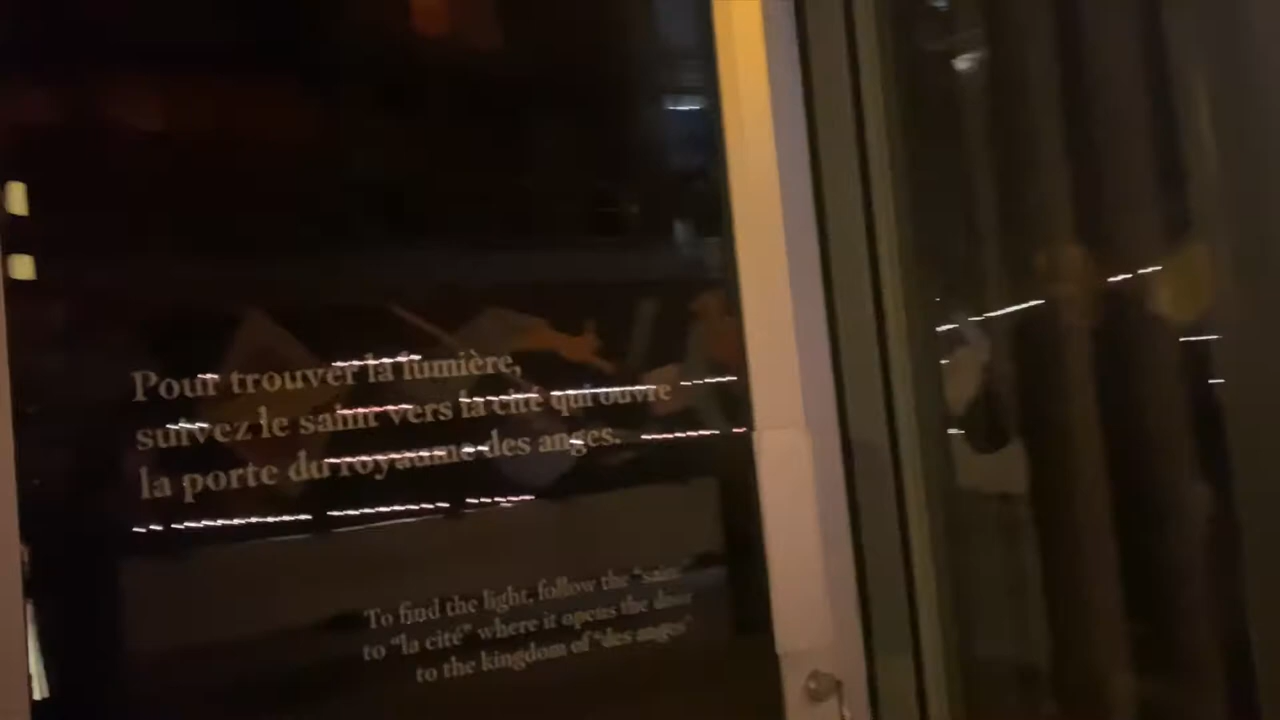 Pour trouver la lumière,
suivez le saint vers la cité qui ouvre
la porte du royaume des anges.
To find the light, follow the "saint"
to "la cité" where it opens the door
to the kingdom of "des anges"